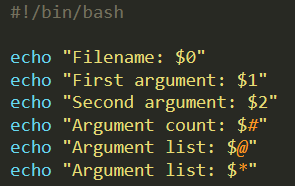 #!/bin/bash
echo "Filename: $0"
echo "First argument: $1"
echo "Second argument: $2"
echo "Argument count: $#"
echo "Argument list: $@"
echo "Argument list: $*"